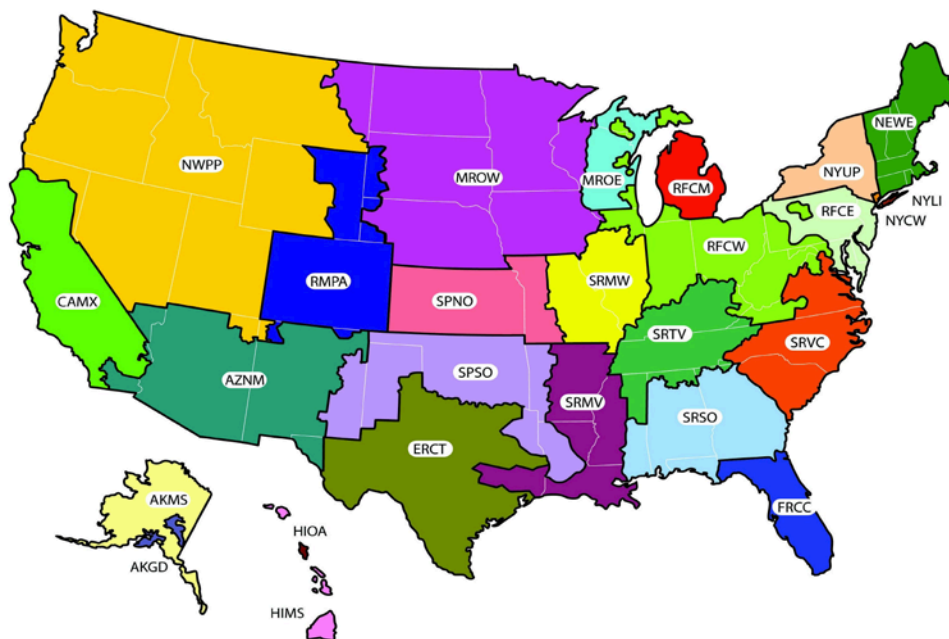 NEWE
NWPP
MROW
MROE
RFCM
NYUP
NYLI
RFCE
NYCW
RFCW
SRMW
RMPA
CAMX
SPNO
SRTV
SRVC
AZNM
SPSO
SRMV
SRSO
ERCT
AKMS
FRCC
HIOA
AKGD
HIMS